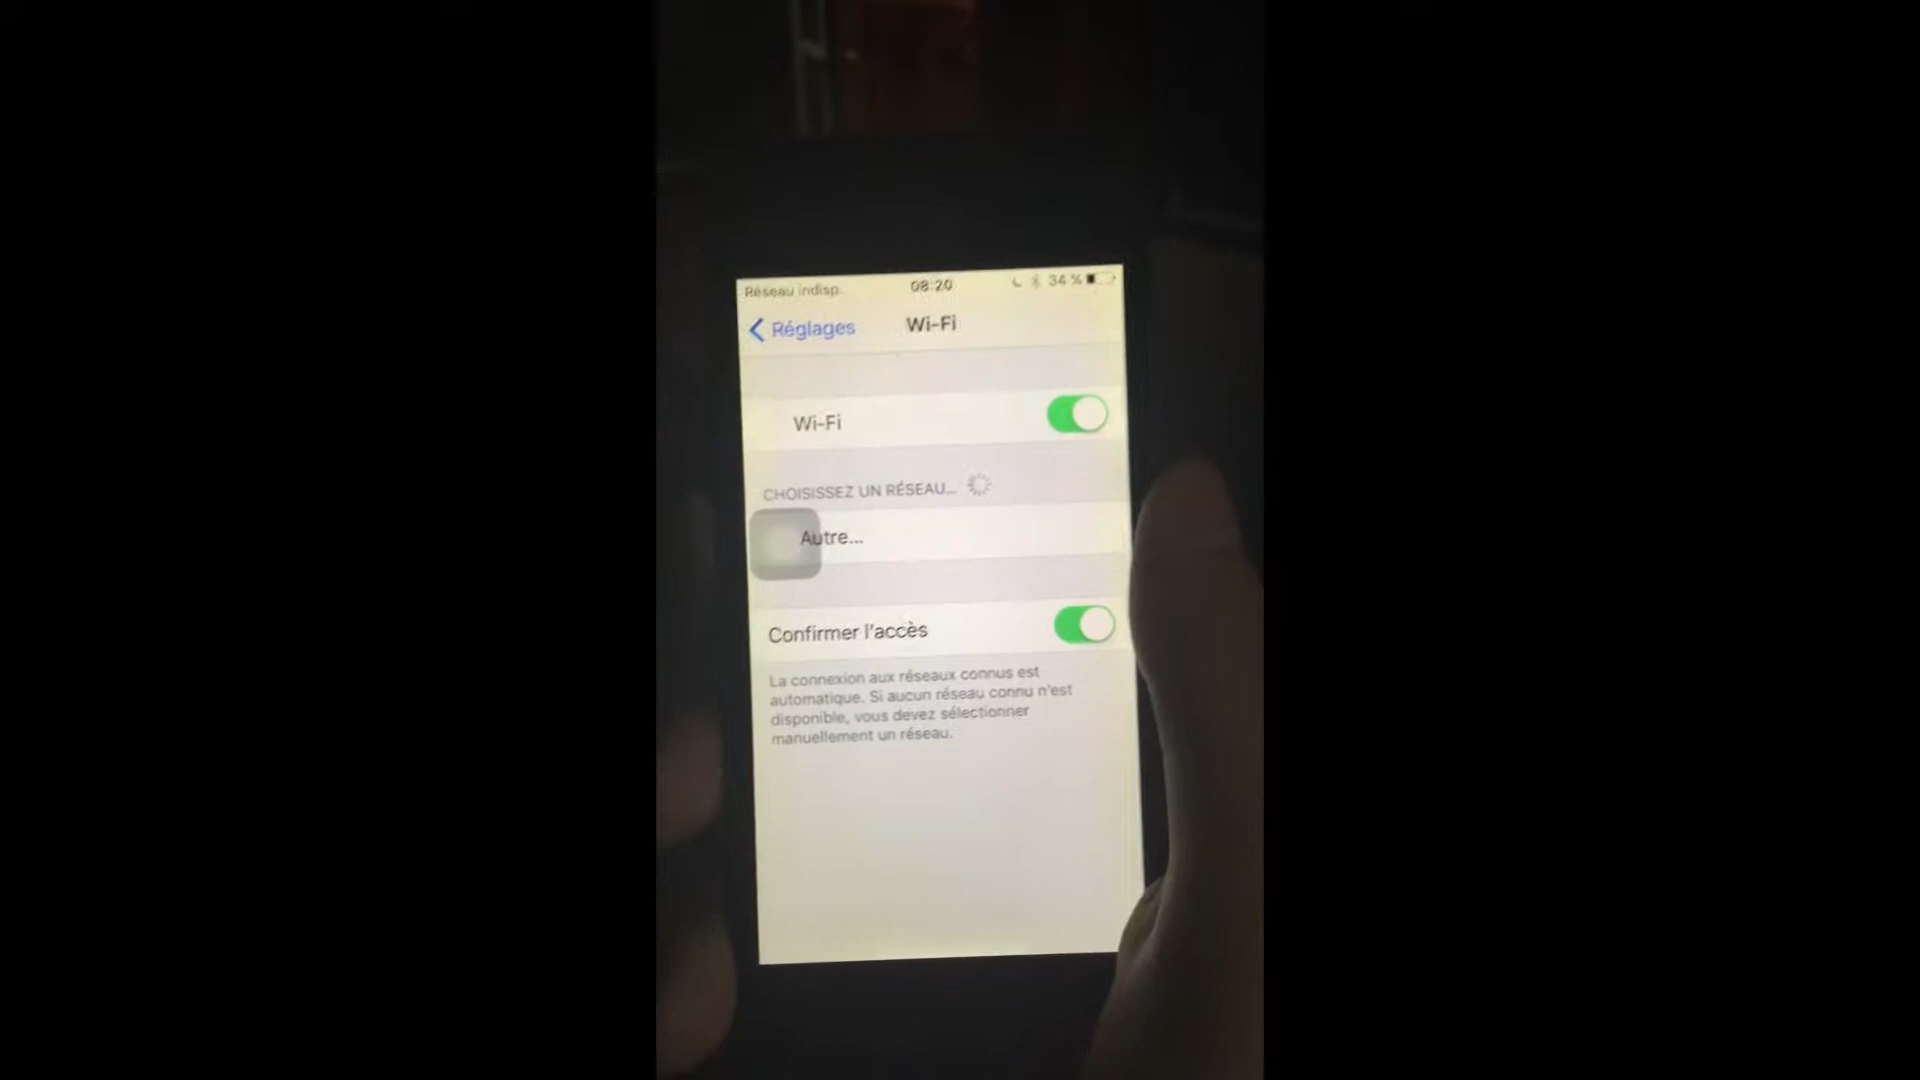 Réseau indisp. 08:20 34 %
Réglages Wi-Fi
Wi-Fi
CHOISISSEZ UN RÉSEAU...
Autre...
Confirmer l'accès
La connexion aux réseaux connus est
automatique. Si aucun réseau connu n'est
disponible, vous devez sélectionner
manuellement un réseau.